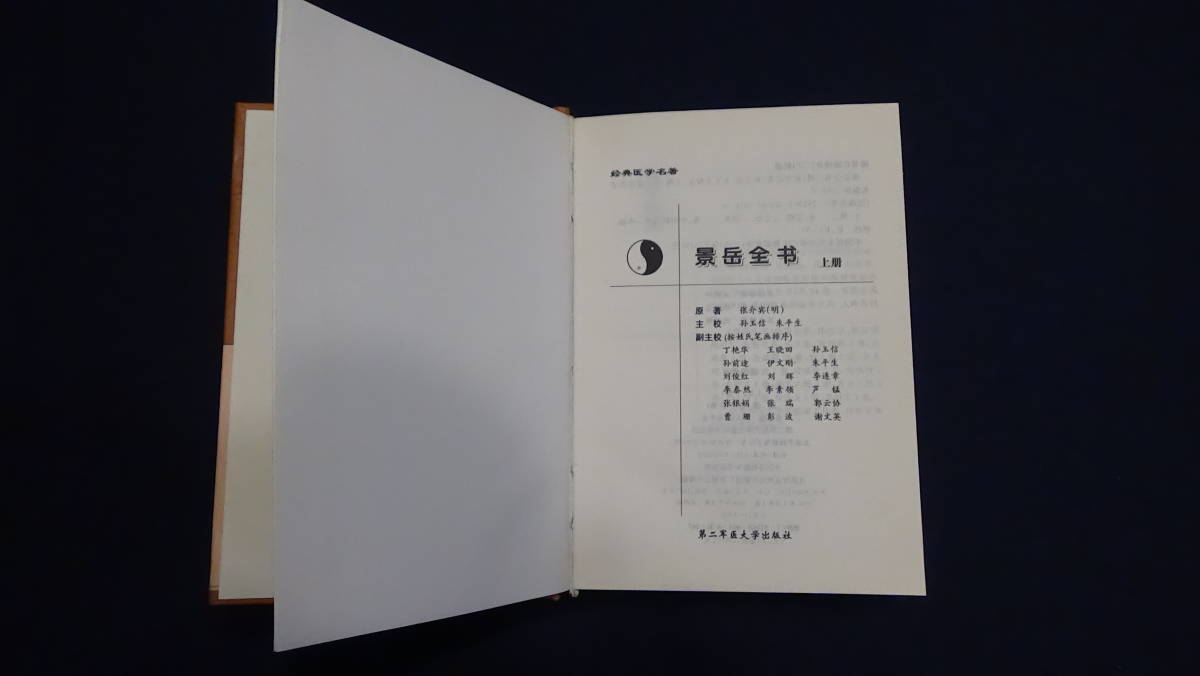 经典医学名著
景岳全书 上册
原 著 张介宾(明)
主 校 孙玉信 朱平生
副主校 (按姓氏笔画排序)
丁艳华 王晓田 孙玉信
孙前途 伊文刚 朱平生
刘俊红 刘 辉 李连章
李泰然 李素领 芦 锰
张银娟 张 瑞 郭云协
曹 珊 彭 波 谢文英
第二军医大学出版社